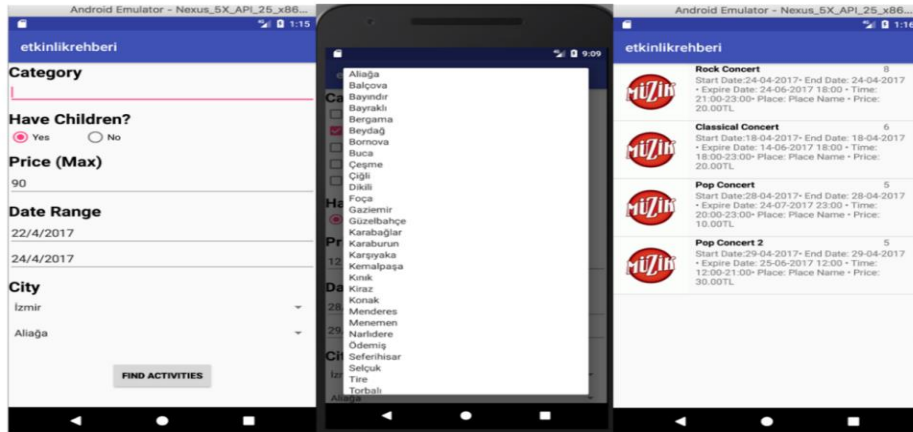 Android Emulator - Nexus_5X_API_25_x86...
1:15
etkinlikrehberi
Category
Have Children?
Yes
No
Price (Max)
90
Date Range
22/4/2017
24/4/2017
City
İzmir
Aliağa
FIND ACTIVITIES
9:09
Aliağa
Balçova
Bayındır
Bayraklı
Bergama
Beydağ
Bornova
Buca
Çeşme
Çiğli
Dikili
Foça
Gaziemir
Güzelbahçe
Karabağlar
Karaburun
Karşıyaka
Kemalpaşa
Kınık
Kiraz
Konak
Menderes
Menemen
Narlıdere
Ödemiş
Seferihisar
Selçuk
Tire
Torbalı
Aliağa
Android Emulator - Nexus_5X_API_25_x86...
1:16
etkinlikrehberi
MÜZİK
Rock Concert 8
Start Date:24-04-2017• End Date: 24-04-2017
• Expire Date: 24-06-2017 18:00 • Time:
21:00-23:00• Place: Place Name • Price:
20.00TL
MÜZİK
Classical Concert 6
Start Date:18-04-2017• End Date: 18-04-2017
• Expire Date: 14-06-2017 18:00 • Time:
18:00-23:00• Place: Place Name • Price:
20.00TL
MÜZİK
Pop Concert 5
Start Date:28-04-2017• End Date: 28-04-2017
• Expire Date: 24-07-2017 23:00 • Time:
20:00-23:00• Place: Place Name • Price:
10.00TL
MÜZİK
Pop Concert 2 5
Start Date:29-04-2017• End Date: 29-04-2017
• Expire Date: 25-06-2017 12:00 • Time:
12:00-21:00• Place: Place Name • Price:
30.00TL